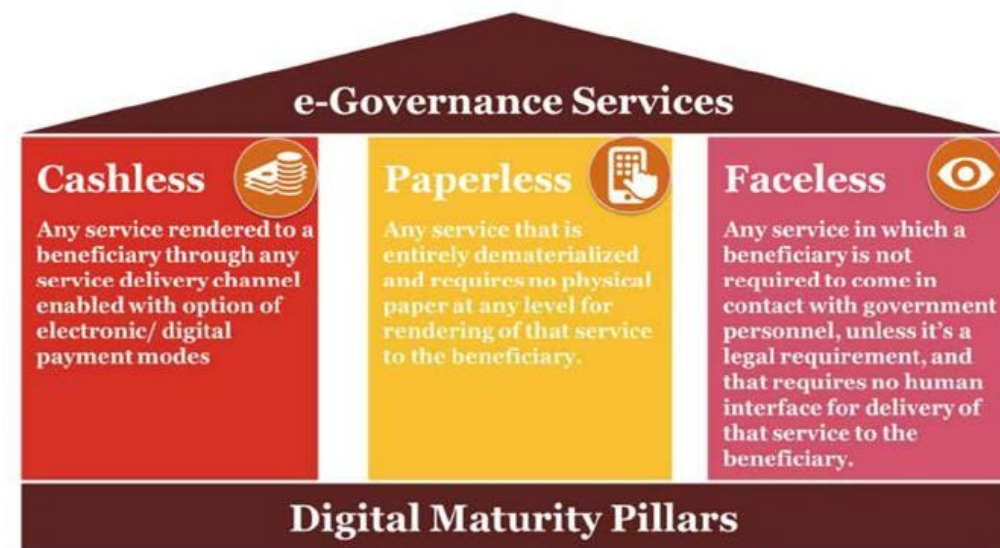 e-Governance Services
Cashless
Any service rendered to a
beneficiary through any
service delivery channel
enabled with option of
electronic/ digital
payment modes
Paperless
Any service that is
entirely dematerialized
and requires no physical
paper at any level for
rendering of that service
to the beneficiary.
Faceless
Any service in which a
beneficiary is not
required to come in
contact with government
personnel, unless it's a
legal requirement, and
that requires no human
interface for delivery of
that service to the
beneficiary.
Digital Maturity Pillars